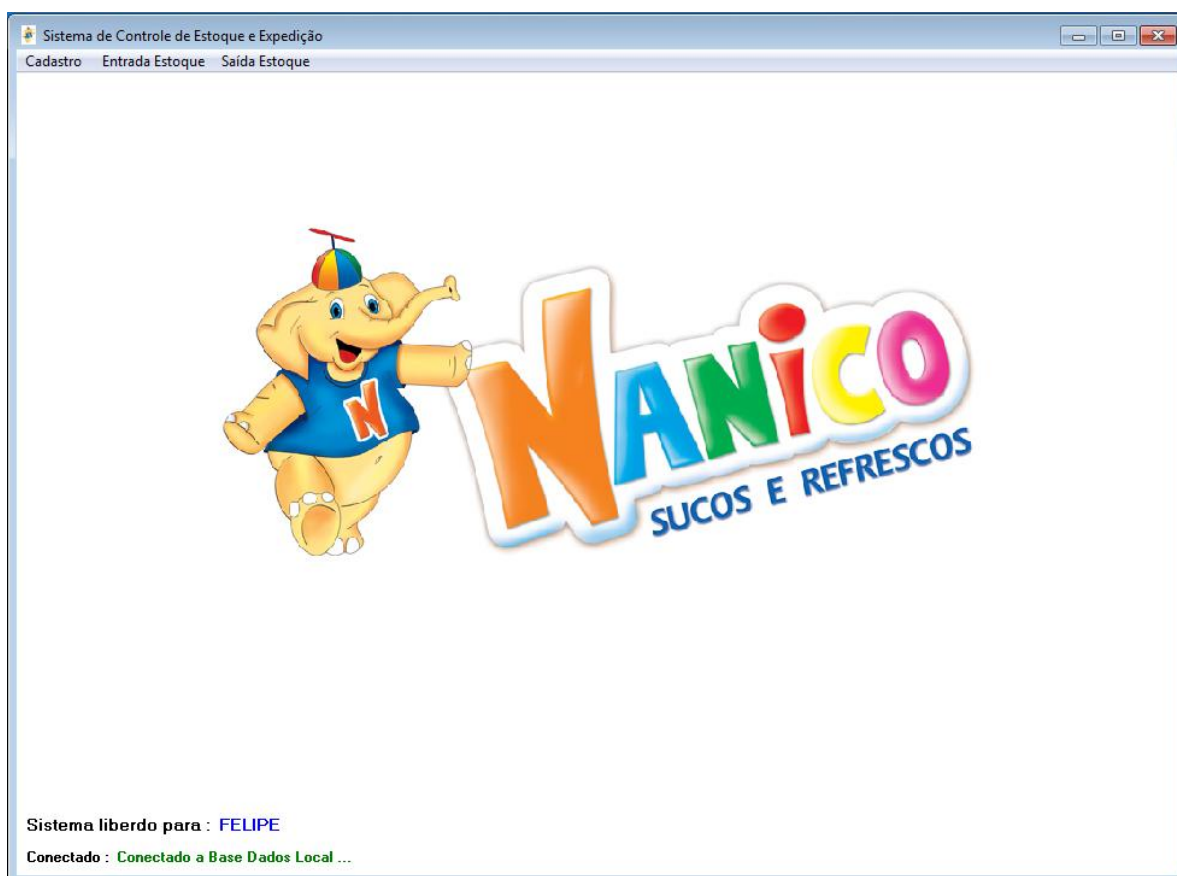 Sistema de Controle de Estoque e Expedição
Cadastro Entrada Estoque Saída Estoque
N
NANiCO
SUCOS E REFRESCOS
Sistema liberdo para : FELIPE
Conectado : Conectado a Base Dados Local ...